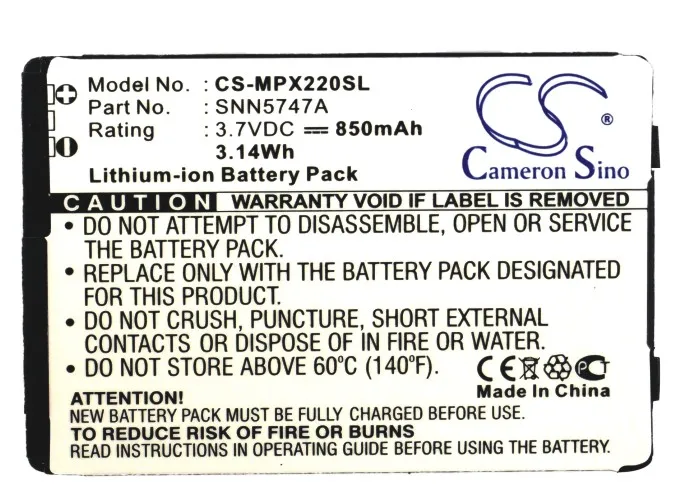 Model No. : CS-MPX220SL
Part No. : SNN5747A
Rating : 3.7VDC 850mAh
3.14Wh
Lithium-ion Battery Pack
CS ®
Cameron Sino
CAUTION WARRANTY VOID IF LABEL IS REMOVED
• DO NOT ATTEMPT TO DISASSEMBLE, OPEN OR SERVICE
THE BATTERY PACK.
• REPLACE ONLY WITH THE BATTERY PACK DESIGNATED
FOR THIS PRODUCT.
• DO NOT CRUSH, PUNCTURE, SHORT EXTERNAL
CONTACTS OR DISPOSE OF IN FIRE OR WATER.
• DO NOT STORE ABOVE 60°C (140°F).
CE
Made In China
ATTENTION!
NEW BATTERY PACK MUST BE FULLY CHARGED BEFORE USE
TO REDUCE RISK OF FIRE OR BURNS
READ INSTRUCTIONS IN DEVICE MANUAL BEFORE USING THE BATTERY.